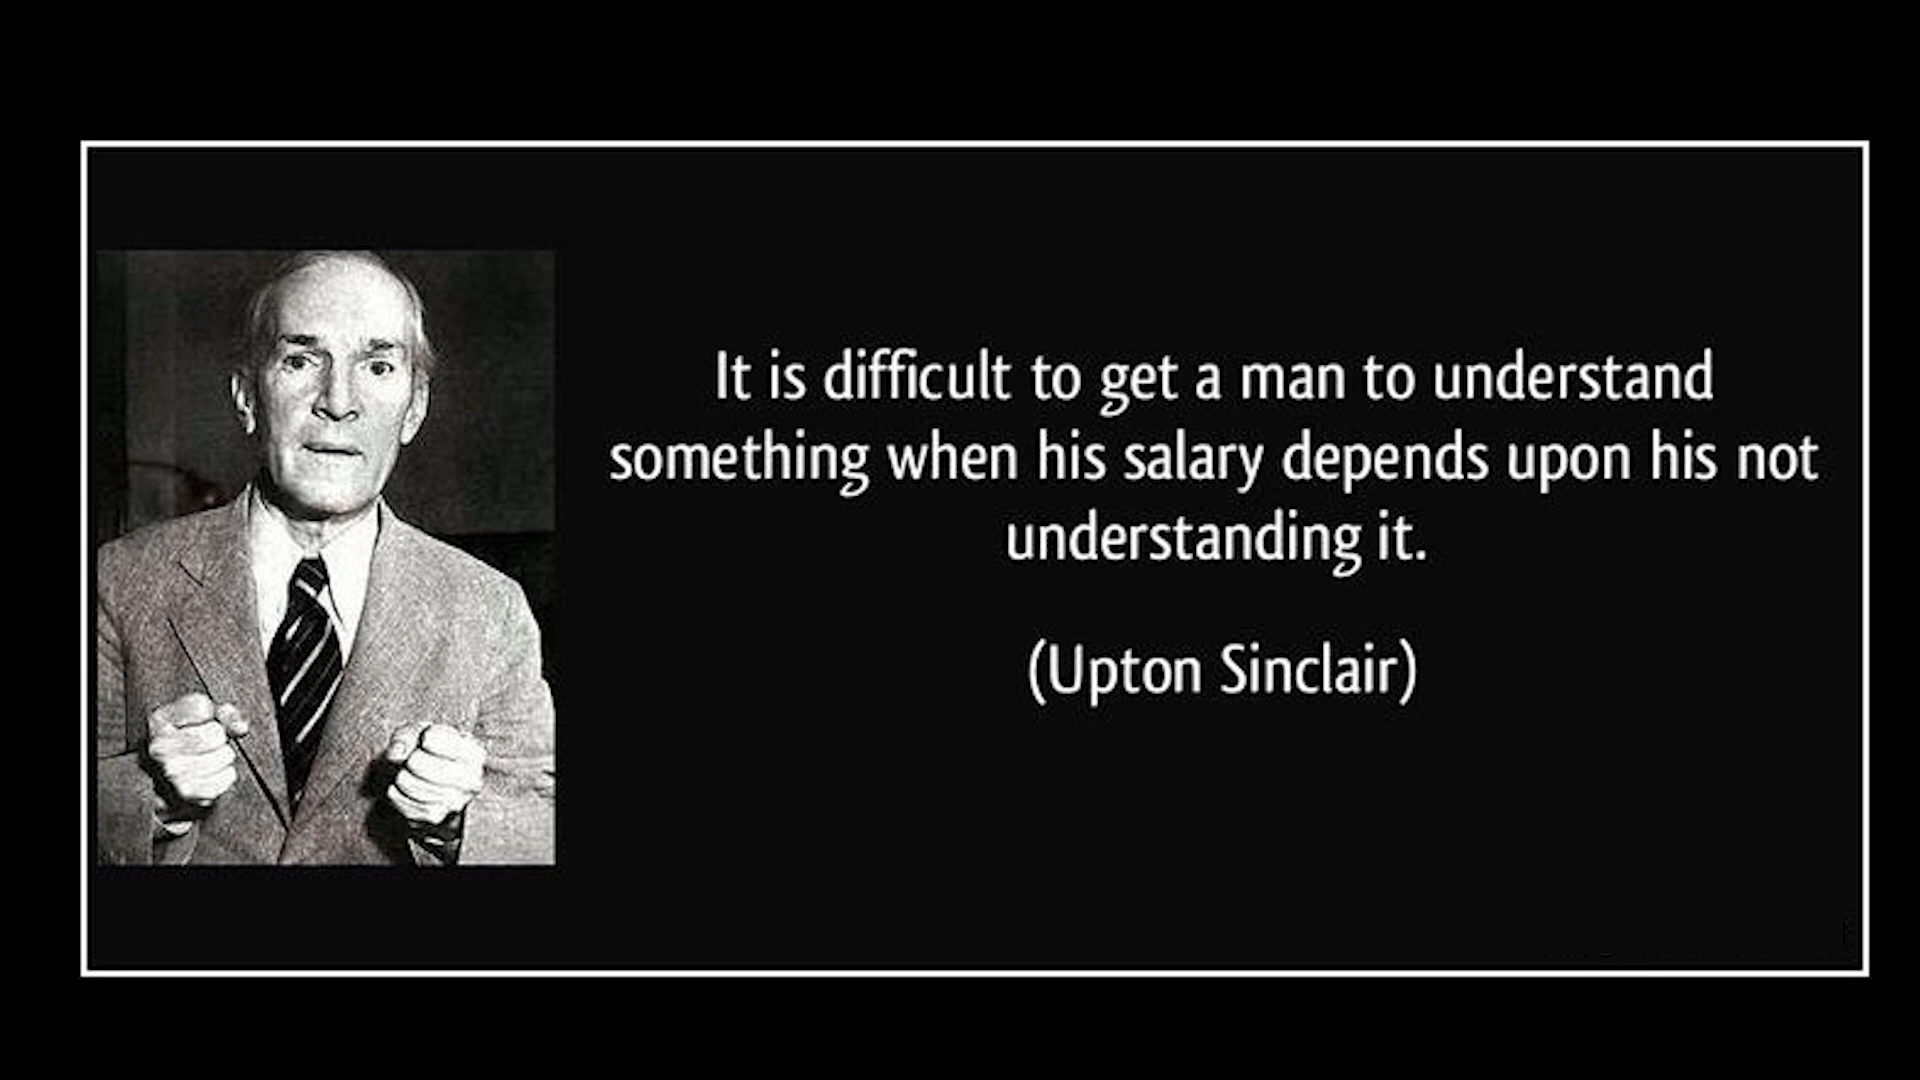 It is difficult to get a man to understand
something when his salary depends upon his not
understanding it.
(Upton Sinclair)